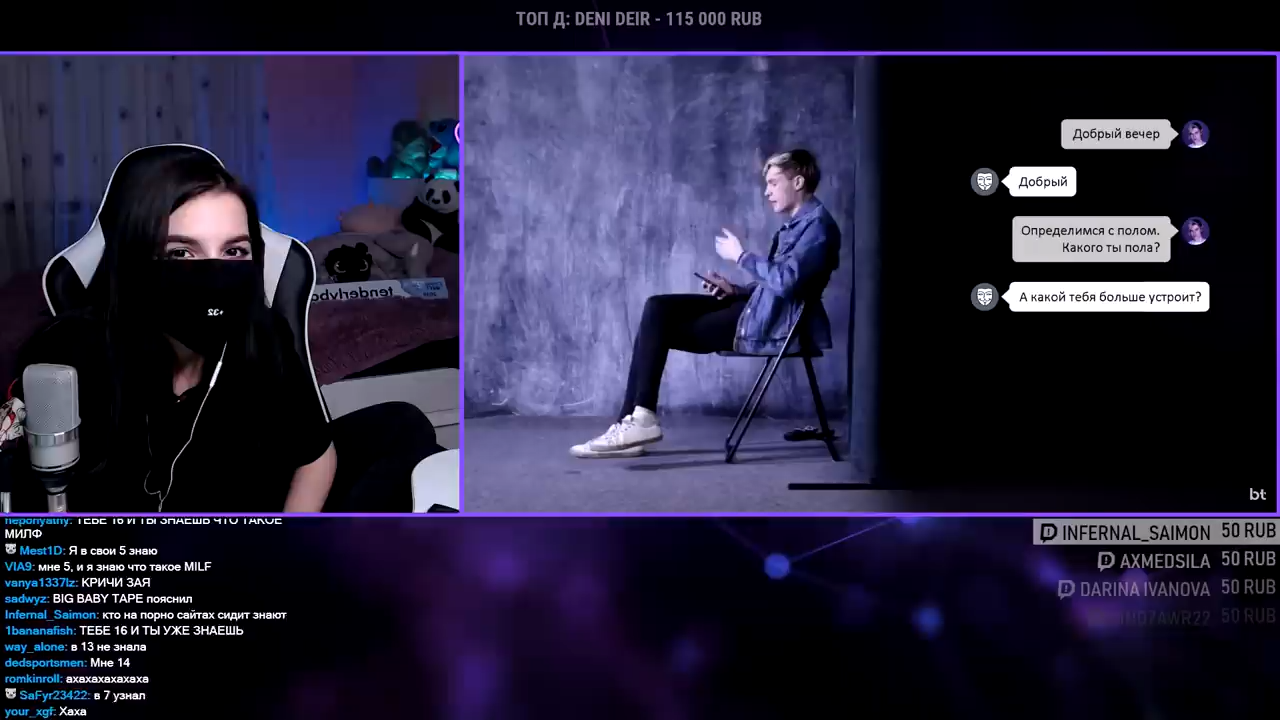 ТОП Д: DENI DEIR - 115 000 RUB
Добрый вечер
Добрый
Определимся с полом.
Какого ты пола?
А какой тебя больше устроит?
bt
neponyatny: ТЕБЕ 16 И ТЫ ЗНАЕШЬ ЧТО ТАКОЕ
МИЛФ
Mest1D: Я в свои 5 знаю
VIA9: мне 5, и я знаю что такое MILF
vanya1337lz: КРИЧИ ЗАЯ
sadwyz: BIG BABY TAPE пояснил
Infernal_Saimon: кто на порно сайтах сидит знают
1bananafish: ТЕБЕ 16 И ТЫ УЖЕ ЗНАЕШЬ
way_alone: в 13 не знала
dedsportsmen: Мне 14
romkinroll: ахахахахахаха
SaFyr23422: в 7 узнал
your_xgf: Хаха
INFERNAL_SAIMON 50 RUB
AXMEDSILA 50 RUB
DARINA IVANOVA 50 RUB
50 RUB